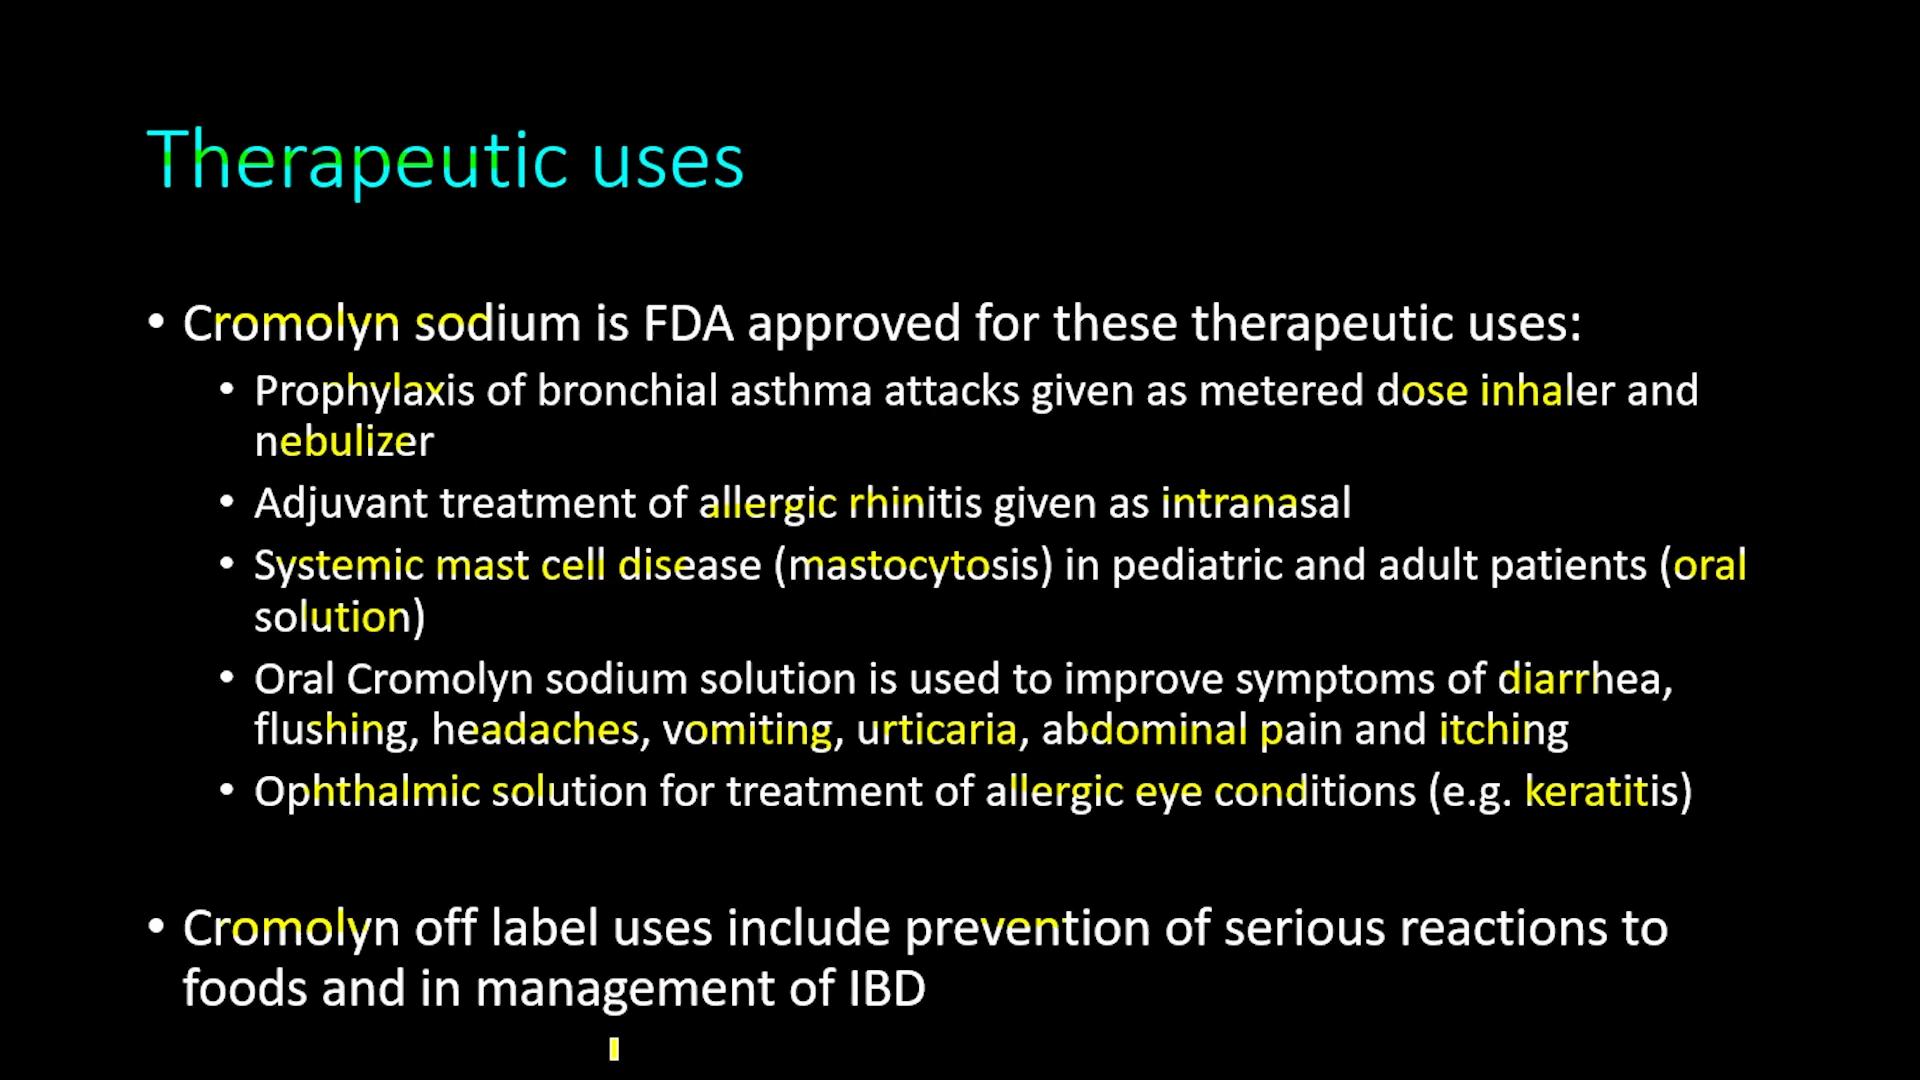 Therapeutic uses
• Cromolyn sodium is FDA approved for these therapeutic uses:
• Prophylaxis of bronchial asthma attacks given as metered dose inhaler and
nebulizer
• Adjuvant treatment of allergic rhinitis given as intranasal
• Systemic mast cell disease (mastocytosis) in pediatric and adult patients (oral
solution)
• Oral Cromolyn sodium solution is used to improve symptoms of diarrhea,
flushing, headaches, vomiting, urticaria, abdominal pain and itching
• Ophthalmic solution for treatment of allergic eye conditions (e.g. keratitis)
• Cromolyn off label uses include prevention of serious reactions to
foods and in management of IBD